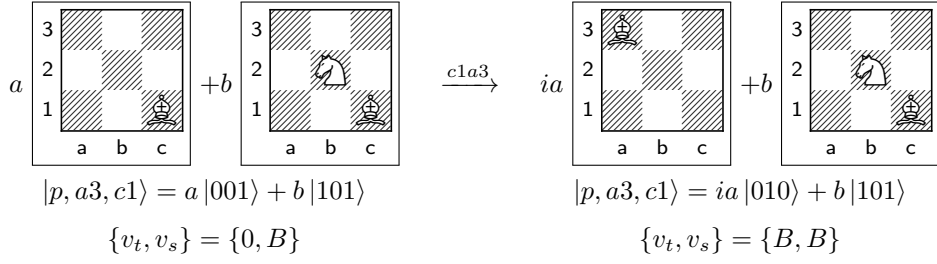 3 3 3 3
a 2 +b 2 c1a3 ia 2 +b 2
1 1 1 1
a b c a b c a b c a b c
|p, a3, c1⟩ = a |001⟩ + b |101⟩ |p, a3, c1⟩ = ia |010⟩ + b |101⟩
{v_t, v_s} = {0, B} {v_t, v_s} = {B, B}